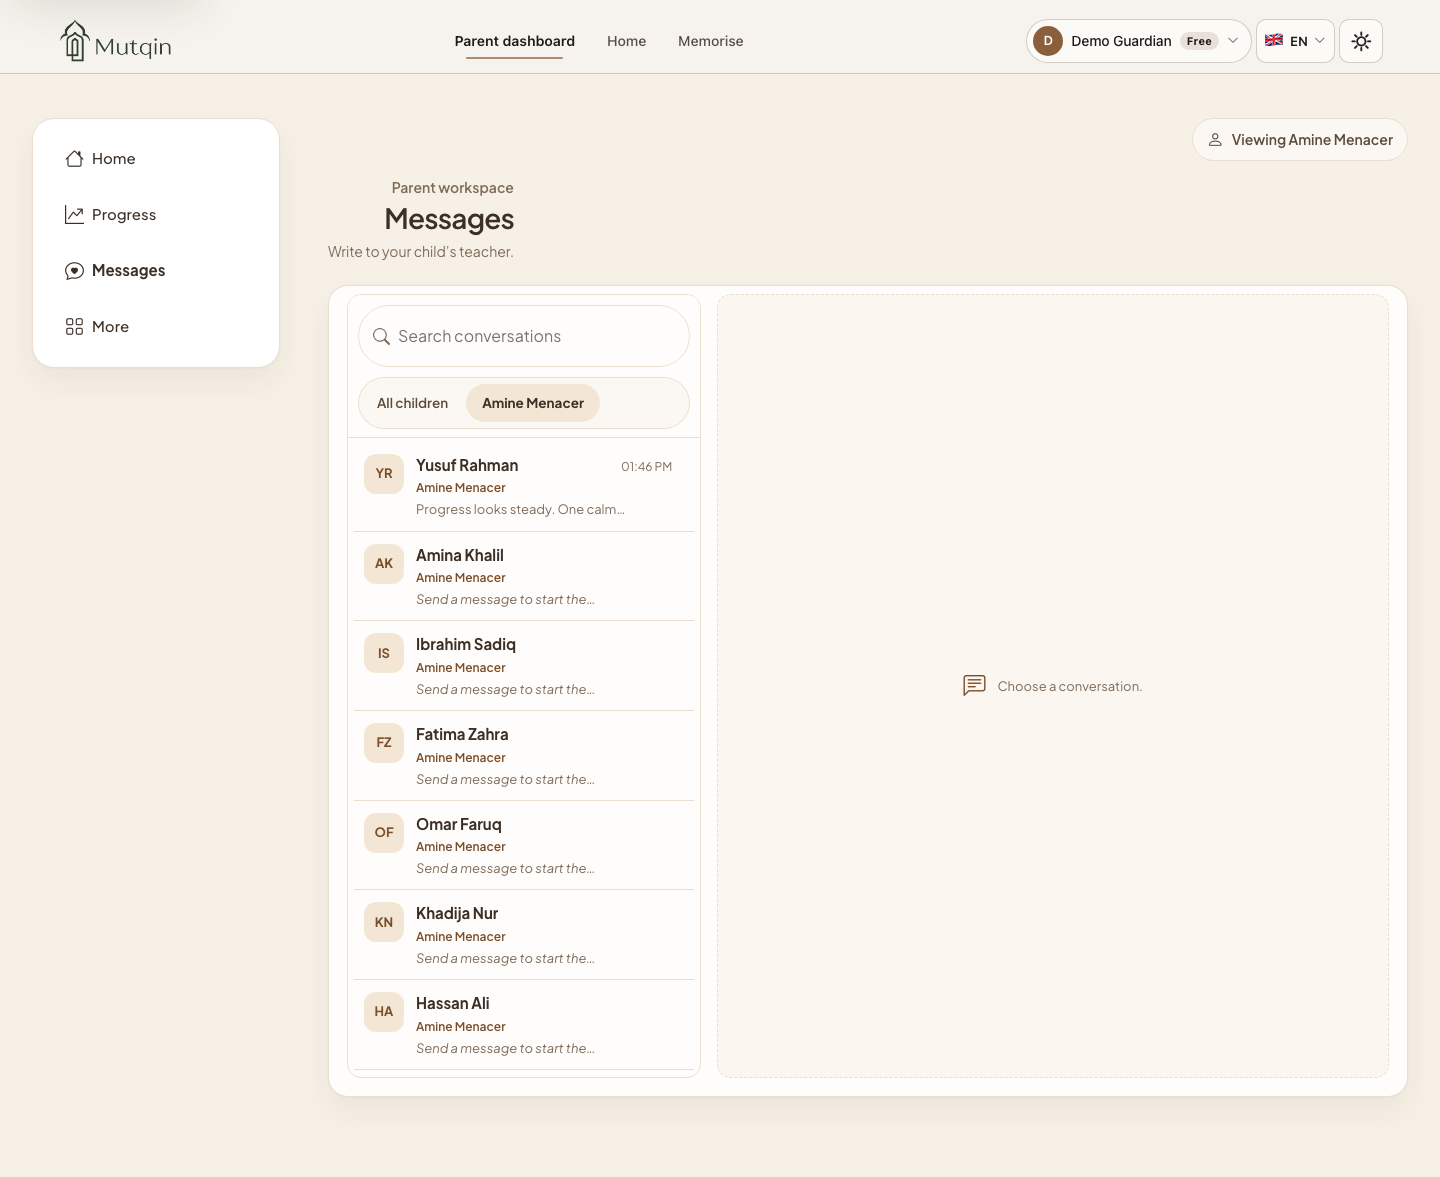 Mutqin
Parent dashboard
Home
Memorise
D
Demo Guardian
Free
EN
Home
Progress
Messages
More
Viewing Amine Menacer
Parent workspace
Messages
Write to your child's teacher.
Search conversations
All children
Amine Menacer
YR
Yusuf Rahman
01:46 PM
Amine Menacer
Progress looks steady. One calm…
AK
Amina Khalil
Amine Menacer
Send a message to start the…
IS
Ibrahim Sadiq
Amine Menacer
Send a message to start the…
FZ
Fatima Zahra
Amine Menacer
Send a message to start the…
OF
Omar Faruq
Amine Menacer
Send a message to start the…
KN
Khadija Nur
Amine Menacer
Send a message to start the…
HA
Hassan Ali
Amine Menacer
Send a message to start the…
Choose a conversation.